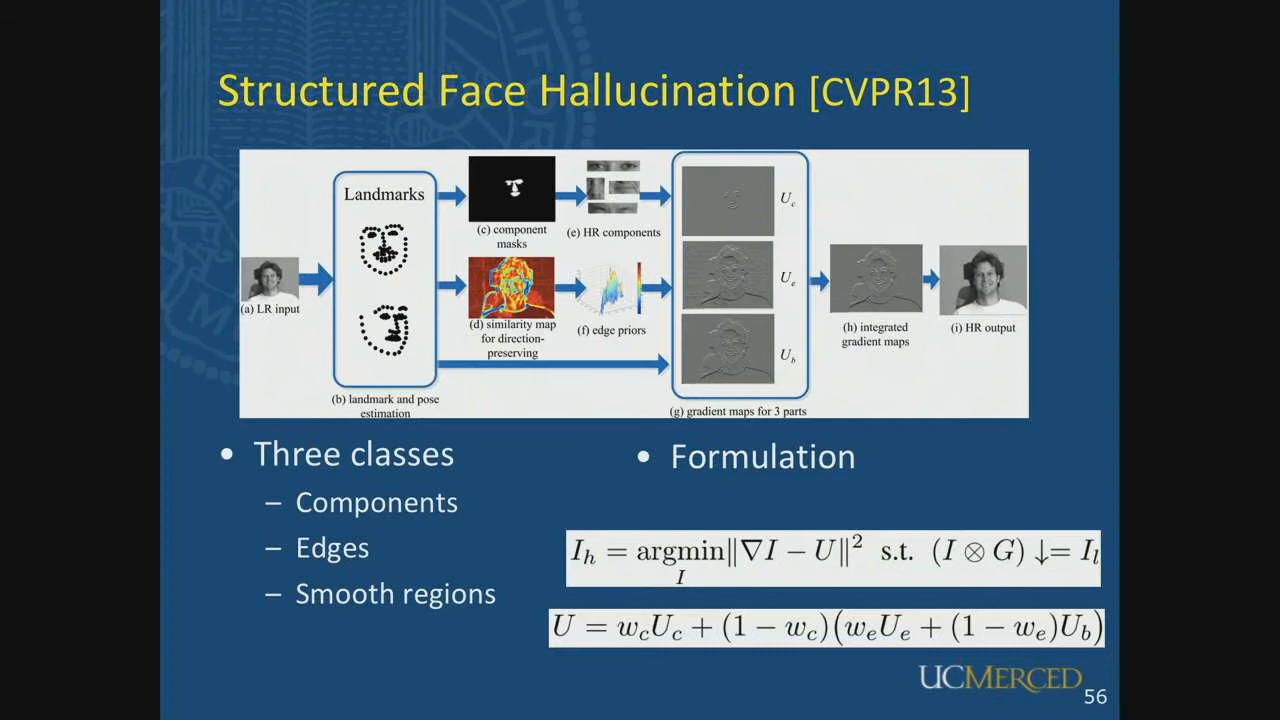 Structured Face Hallucination [CVPR13]
Landmarks
(a) LR input
(b) landmark and pose
estimation
(c) component
masks
(e) HR components
(d) similarity map
for direction-
preserving
(f) edge priors
U_c
U_e
U_b
(g) gradient maps for 3 parts
(h) integrated
gradient maps
(i) HR output
• Three classes
– Components
– Edges
– Smooth regions
• Formulation
I_h = argmin_I ‖∇I − U‖² s.t. (I ⊗ G) ↓= I_l
U = w_c U_c + (1 − w_c)(w_e U_e + (1 − w_e)U_b)
UCMERCED
56